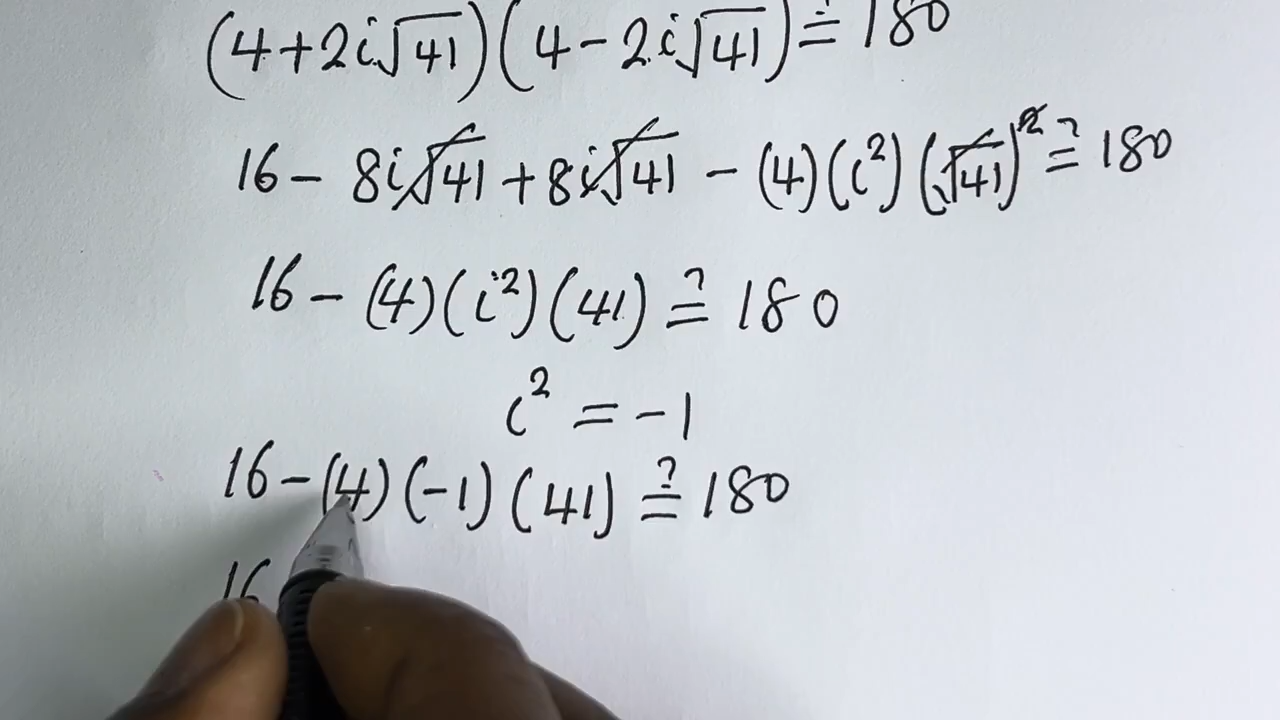 (4+2i√41)(4-2i√41) ≟ 180
16 - 8i√41 + 8i√41 - (4)(i²)(√41)² ≟ 180
16 - (4)(i²)(41) ≟ 180
i² = -1
16 - (4)(-1)(41) ≟ 180
16